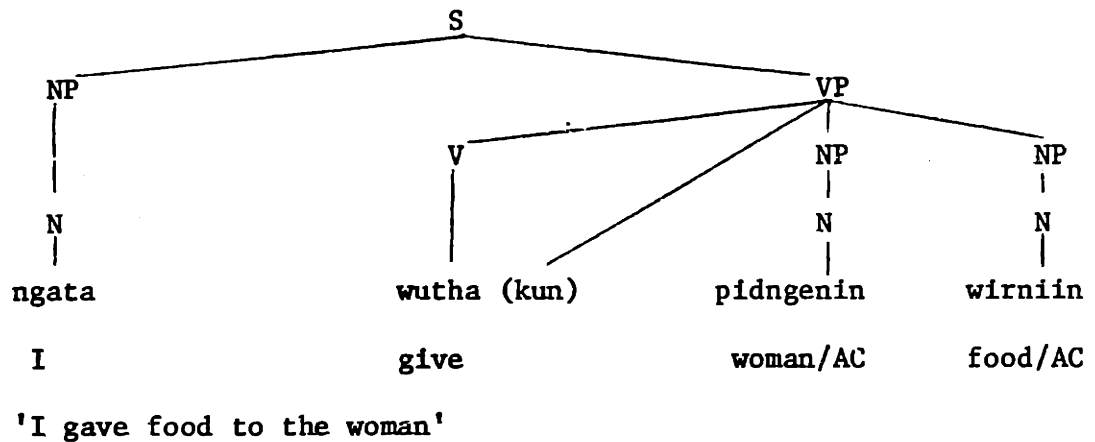 S
NP VP
V NP NP
N N N
ngata wutha (kun) pidngenin wirniin
I give woman/AC food/AC
'I gave food to the woman'